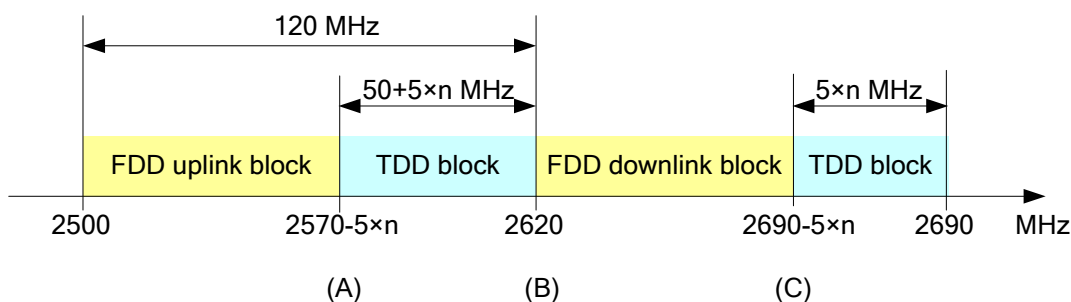 120 MHz
50+5×n MHz
5×n MHz
FDD uplink block
TDD block
FDD downlink block
TDD block
2500
2570-5×n
2620
2690-5×n
2690
MHz
(A)
(B)
(C)